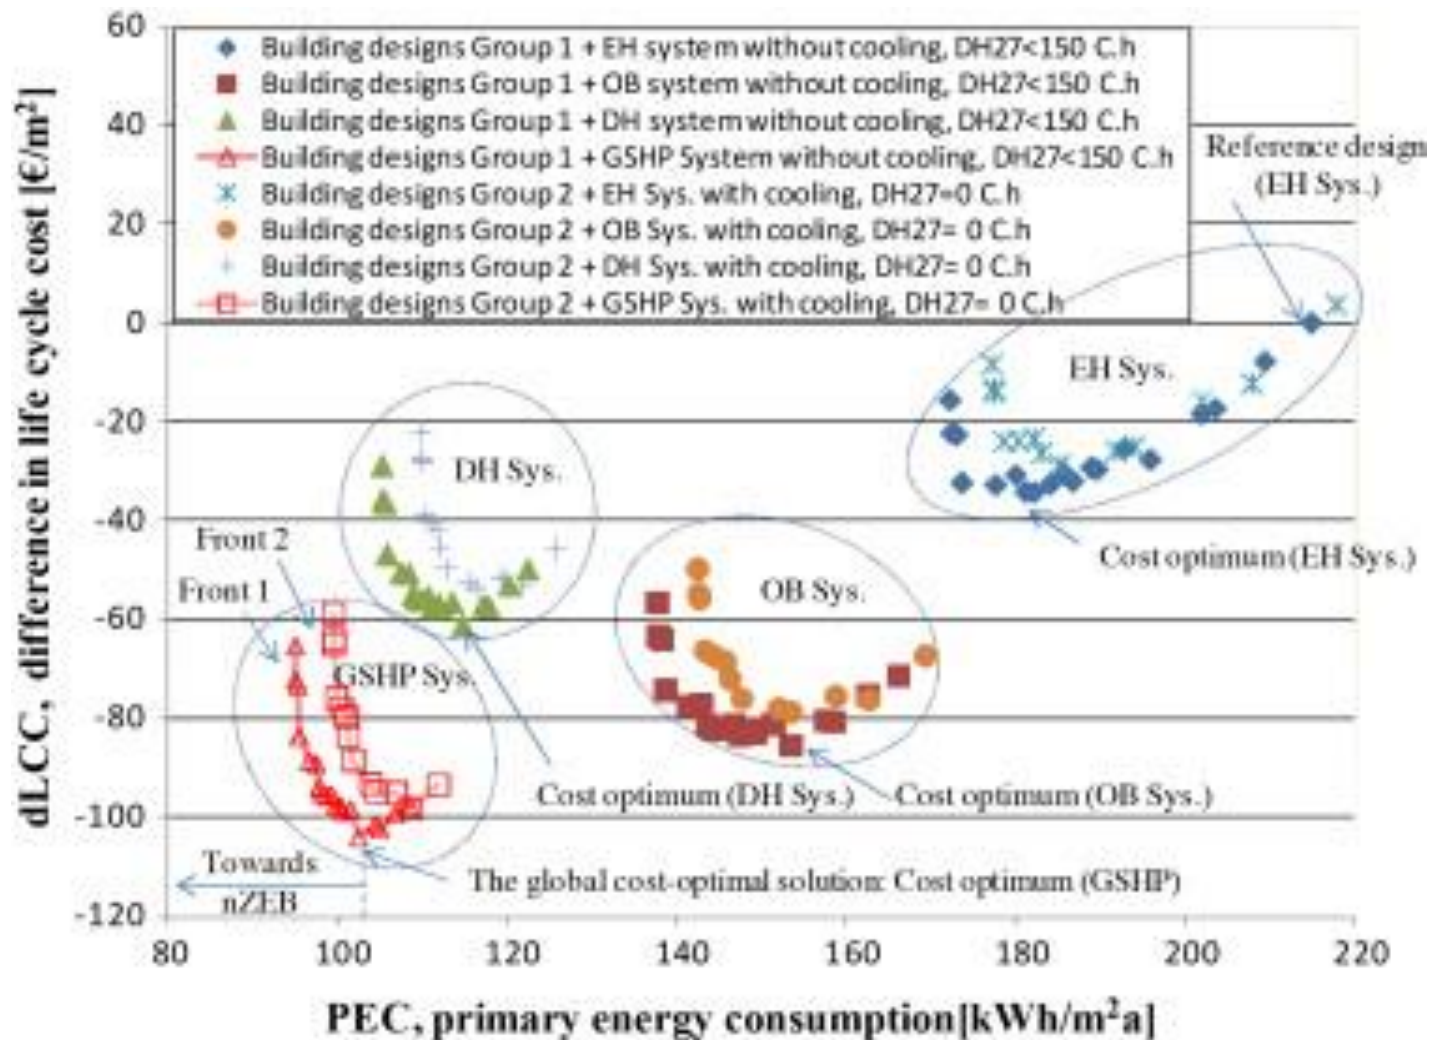 60
Building designs Group 1 + EH system without cooling, DH27<150 C.h
Building designs Group 1 + OB system without cooling, DH27<150 C.h
Building designs Group 1 + DH system without cooling, DH27<150 C.h
Building designs Group 1 + GSHP System without cooling, DH27<150 C.h
Building designs Group 2 + EH Sys. with cooling, DH27=0 C.h
Building designs Group 2 + OB Sys. with cooling, DH27= 0 C.h
Building designs Group 2 + DH Sys. with cooling, DH27= 0 C.h
Building designs Group 2 + GSHP Sys. with cooling, DH27= 0 C.h
40
20
0
-20
-40
-60
-80
-100
-120
dLCC, difference in life cycle cost [€/m²]
Reference design
(EH Sys.)
EH Sys.
DH Sys.
Cost optimum (EH Sys.)
Front 2
Front 1
OB Sys.
GSHP Sys.
Cost optimum (DH Sys.)
Cost optimum (OB Sys.)
Towards
nZEB
The global cost-optimal solution: Cost optimum (GSHP)
80
100
120
140
160
180
200
220
PEC, primary energy consumption[kWh/m²a]